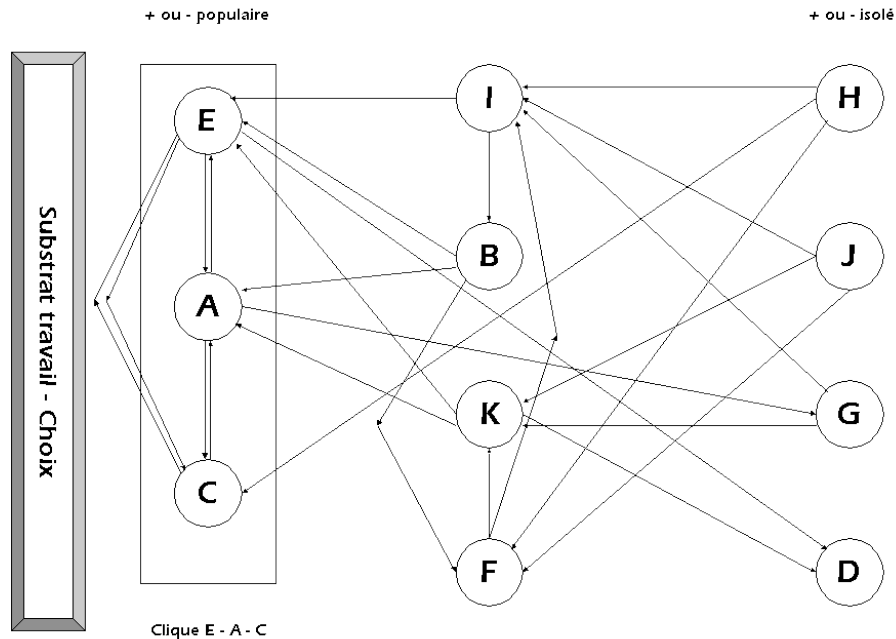 + ou - populaire
+ ou - isolé
E
I
H
B
J
A
K
G
C
F
D
Substrat travail - Choix
Clique E - A - C